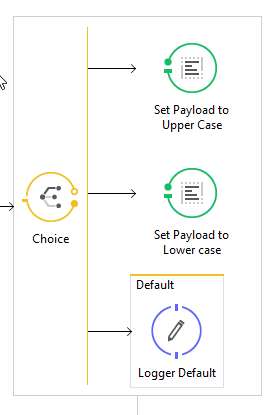 Set Payload to
Upper Case
Choice
Set Payload to
Lower case
Default
Logger Default